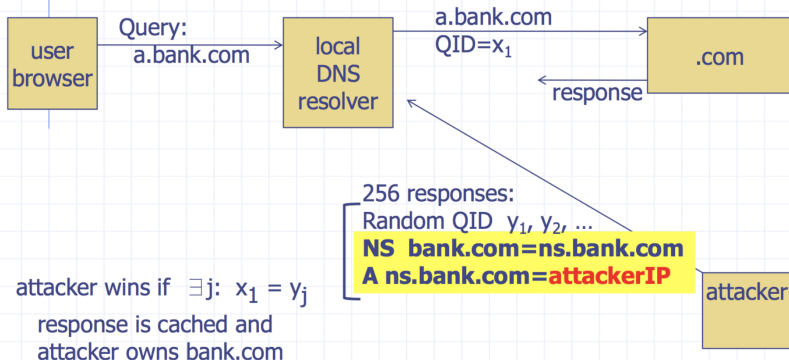 Query:
a.bank.com
user
browser
local
DNS
resolver
a.bank.com
QID=x₁
.com
response
256 responses:
Random QID y₁, y₂, ...
NS bank.com=ns.bank.com
A ns.bank.com=attackerIP
attacker
attacker wins if ∃j: x₁ = yⱼ
response is cached and
attacker owns bank.com